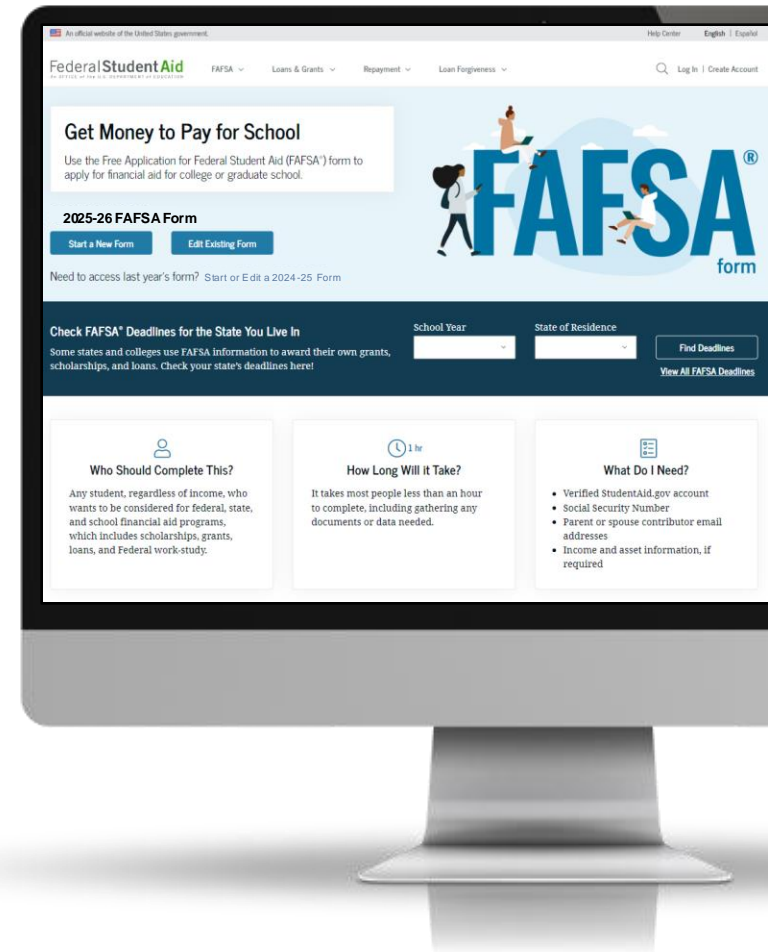 An official website of the United States government.
Help Center English | Español
Federal Student Aid
An OFFICE of the U.S. DEPARTMENT of EDUCATION
FAFSA Loans & Grants Repayment Loan Forgiveness
Log In | Create Account
Get Money to Pay for School
Use the Free Application for Federal Student Aid (FAFSA®) form to
apply for financial aid for college or graduate school.
2025-26 FAFSA Form
Start a New Form Edit Existing Form
Need to access last year's form? Start or Edit a 2024-25 Form
FAFSA®
form
Check FAFSA® Deadlines for the State You Live In
Some states and colleges use FAFSA information to award their own grants,
scholarships, and loans. Check your state's deadlines here!
School Year
State of Residence
Find Deadlines
View All FAFSA Deadlines
Who Should Complete This?
Any student, regardless of income, who
wants to be considered for federal, state,
and school financial aid programs,
which includes scholarships, grants,
loans, and Federal work-study.
1 hr
How Long Will it Take?
It takes most people less than an hour
to complete, including gathering any
documents or data needed.
What Do I Need?
• Verified StudentAid.gov account
• Social Security Number
• Parent or spouse contributor email
addresses
• Income and asset information, if
required